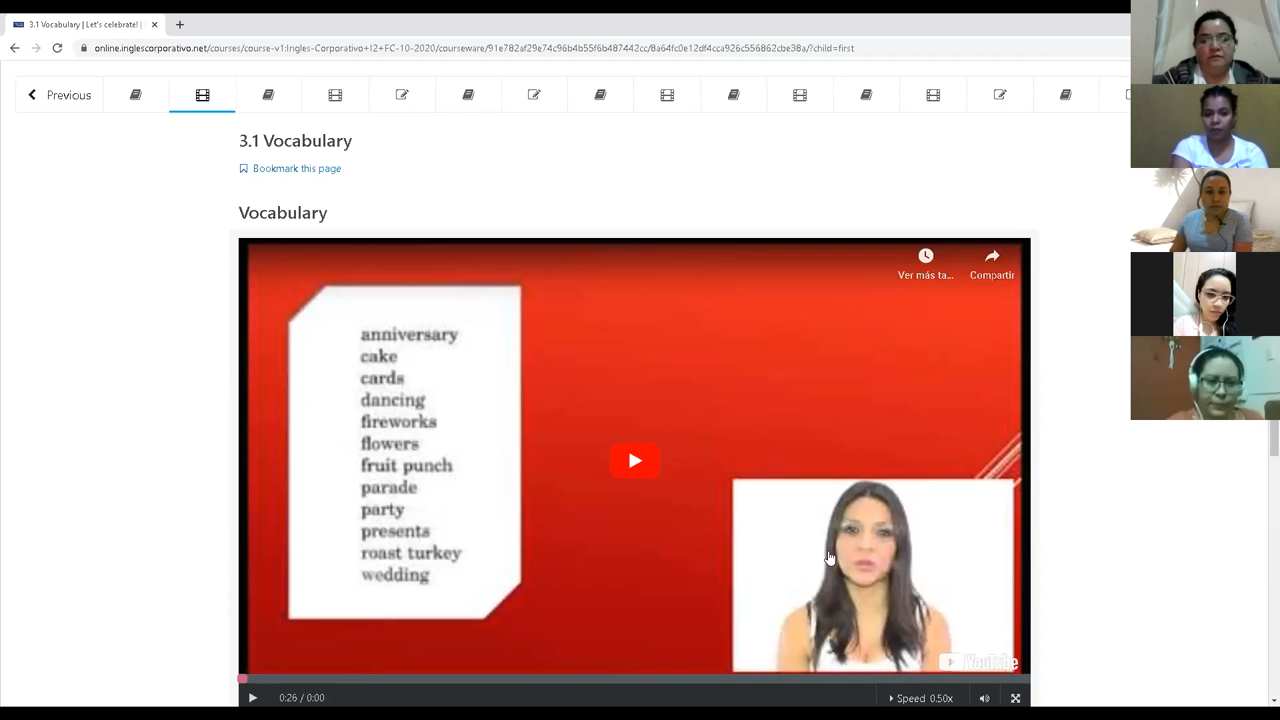 3.1 Vocabulary | Let's celebrate! |
online.inglescorporativo.net/courses/course-v1:Ingles-Corporativo+I2+FC-10-2020/courseware/91e782af29e74c96b4b55f6b487442cc/8a64fc0e12df4cca926c556862cbe38a/?child=first
Previous
3.1 Vocabulary
Bookmark this page
Vocabulary
Ver más ta...
Compartir
anniversary
cake
cards
dancing
fireworks
flowers
fruit punch
parade
party
presents
roast turkey
wedding
YouTube
0:26 / 0:00
Speed 0.50x